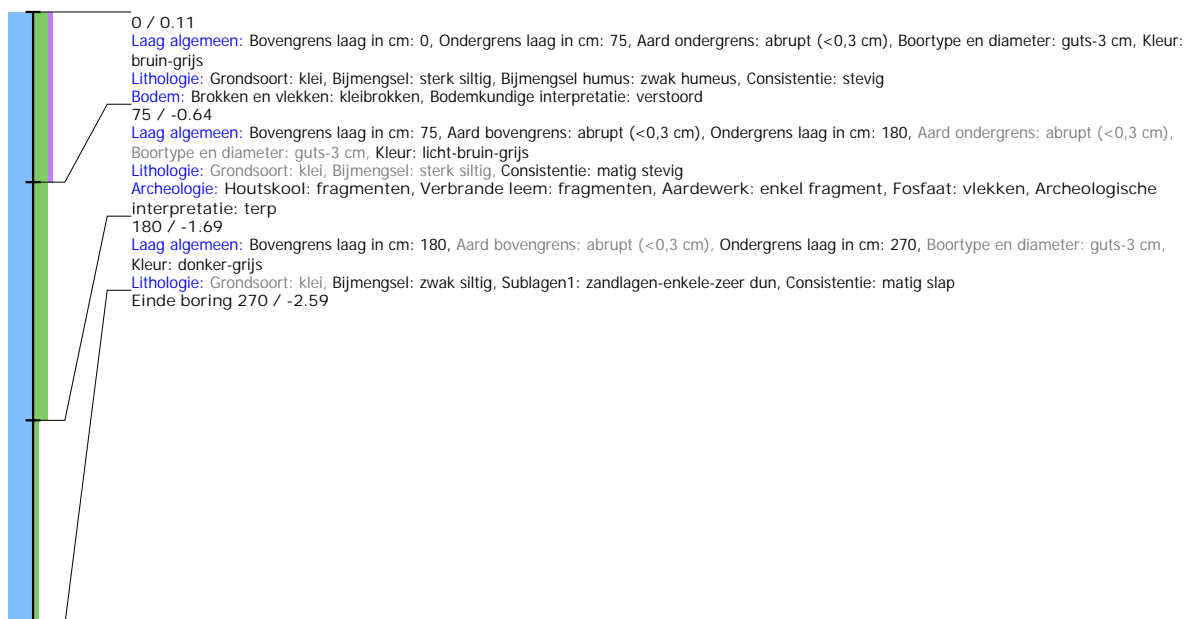 0 / 0.11
Laag algemeen: Bovengrens laag in cm: 0, Ondergrens laag in cm: 75, Aard ondergrens: abrupt (<0,3 cm), Boortype en diameter: guts-3 cm, Kleur:
bruin-grijs
Lithologie: Grondsoort: klei, Bijmengsel: sterk siltig, Bijmengsel humus: zwak humeus, Consistentie: stevig
Bodem: Brokken en vlekken: kleibrokken, Bodemkundige interpretatie: verstoord
75 / -0.64
Laag algemeen: Bovengrens laag in cm: 75, Aard bovengrens: abrupt (<0,3 cm), Ondergrens laag in cm: 180, Aard ondergrens: abrupt (<0,3 cm),
Boortype en diameter: guts-3 cm, Kleur: licht-bruin-grijs
Lithologie: Grondsoort: klei, Bijmengsel: sterk siltig, Consistentie: matig stevig
Archeologie: Houtskool: fragmenten, Verbrande leem: fragmenten, Aardewerk: enkel fragment, Fosfaat: vlekken, Archeologische
interpretatie: terp
180 / -1.69
Laag algemeen: Bovengrens laag in cm: 180, Aard bovengrens: abrupt (<0,3 cm), Ondergrens laag in cm: 270, Boortype en diameter: guts-3 cm,
Kleur: donker-grijs
Lithologie: Grondsoort: klei, Bijmengsel: zwak siltig, Sublagen1: zandlagen-enkele-zeer dun, Consistentie: matig slap
Einde boring 270 / -2.59